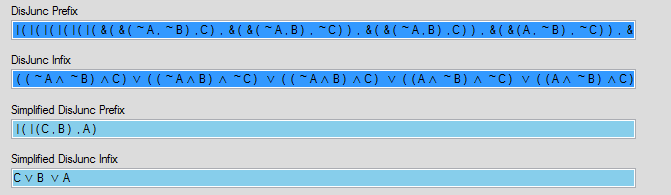 DisJunc Prefix
|(|(|(|(|(|(&(&(~A,~B),C),&(&(~A,B),~C)),&(&(~A,B),C)),&(&(A,~B),~C)),&
DisJunc Infix
((~A∧ ~B)∧C) ∨ ((~A∧B)∧ ~C) ∨ ((~A∧B)∧C) ∨ ((A∧ ~B)∧ ~C) ∨ ((A∧ ~B)∧C)
Simplified DisJunc Prefix
|(|(C,B),A)
Simplified DisJunc Infix
C∨B ∨A